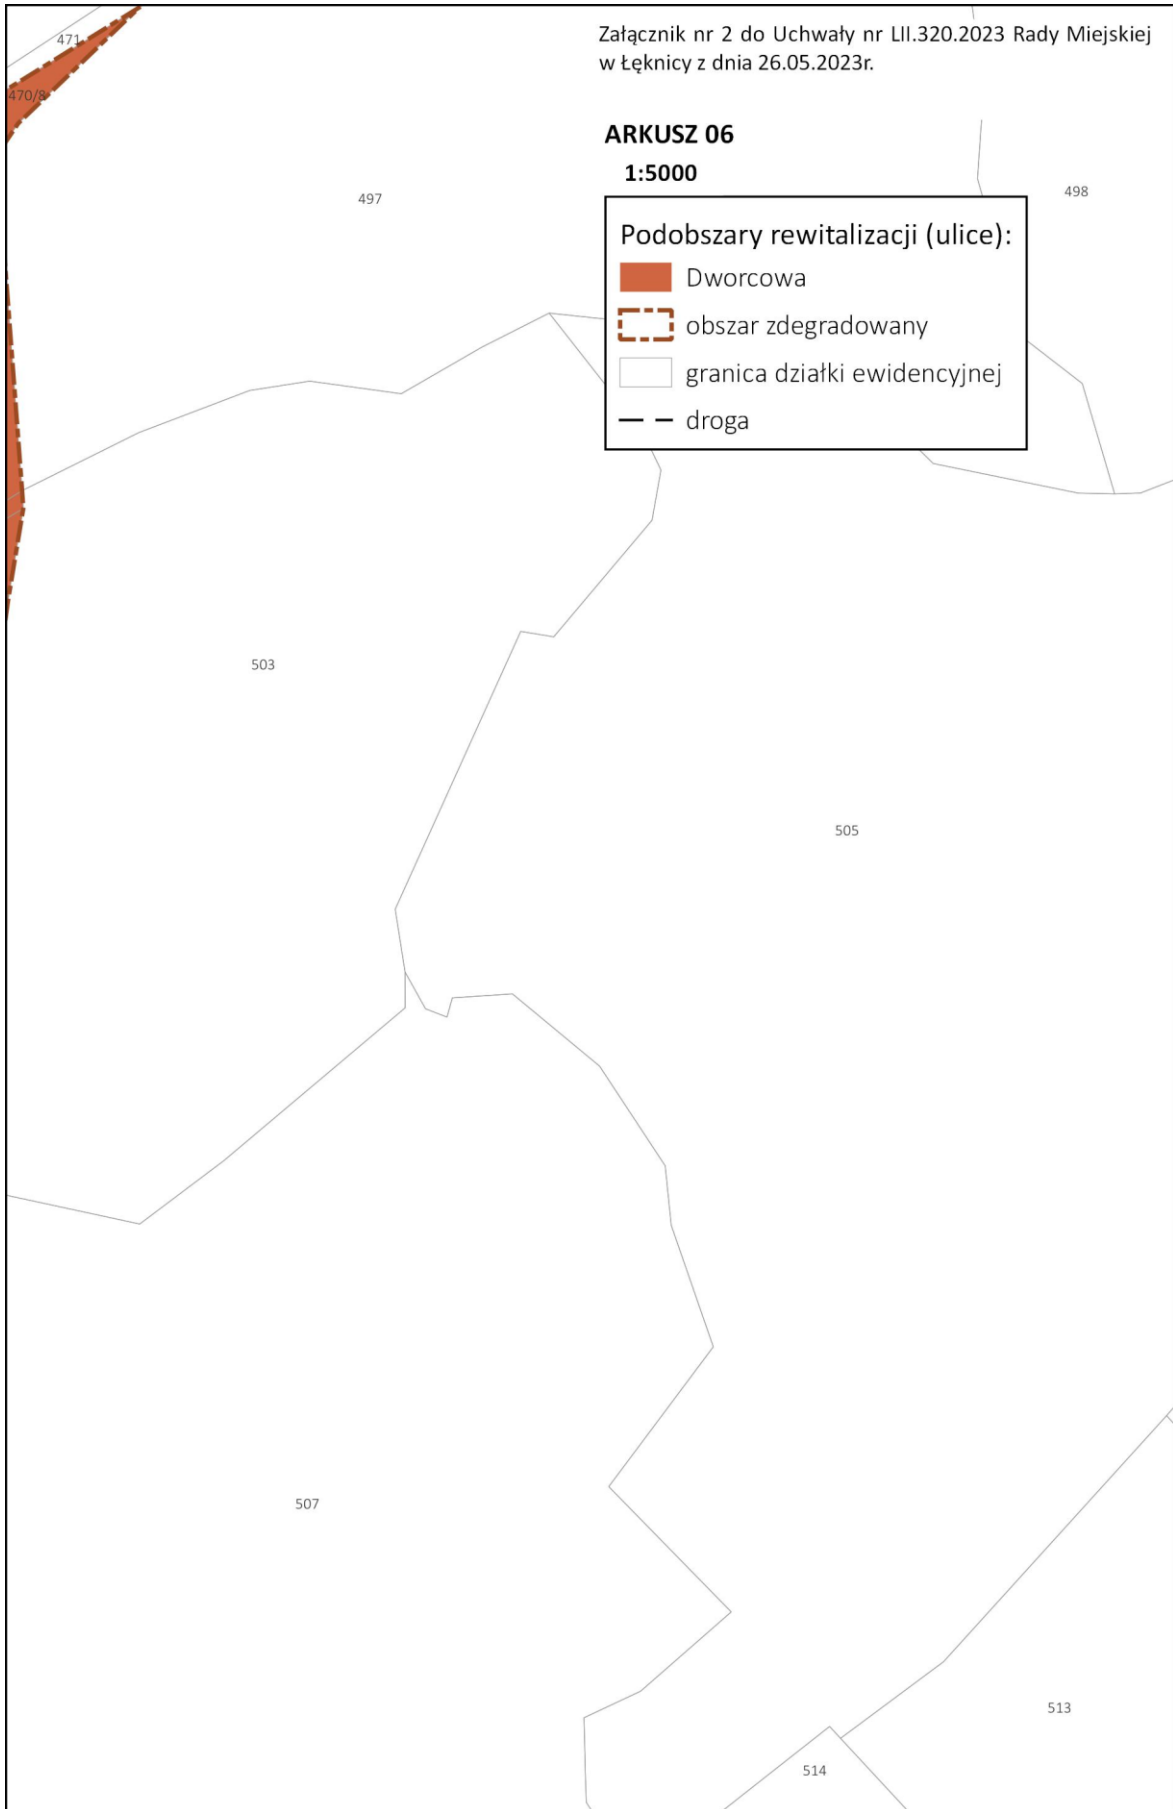 Załącznik nr 2 do Uchwały nr LII.320.2023 Rady Miejskiej
w Łęknicy z dnia 26.05.2023r.
ARKUSZ 06
1:5000
Podobszary rewitalizacji (ulice):
Dworcowa
obszar zdegradowany
granica działki ewidencyjnej
droga
471
470/8
497
498
503
505
507
513
514